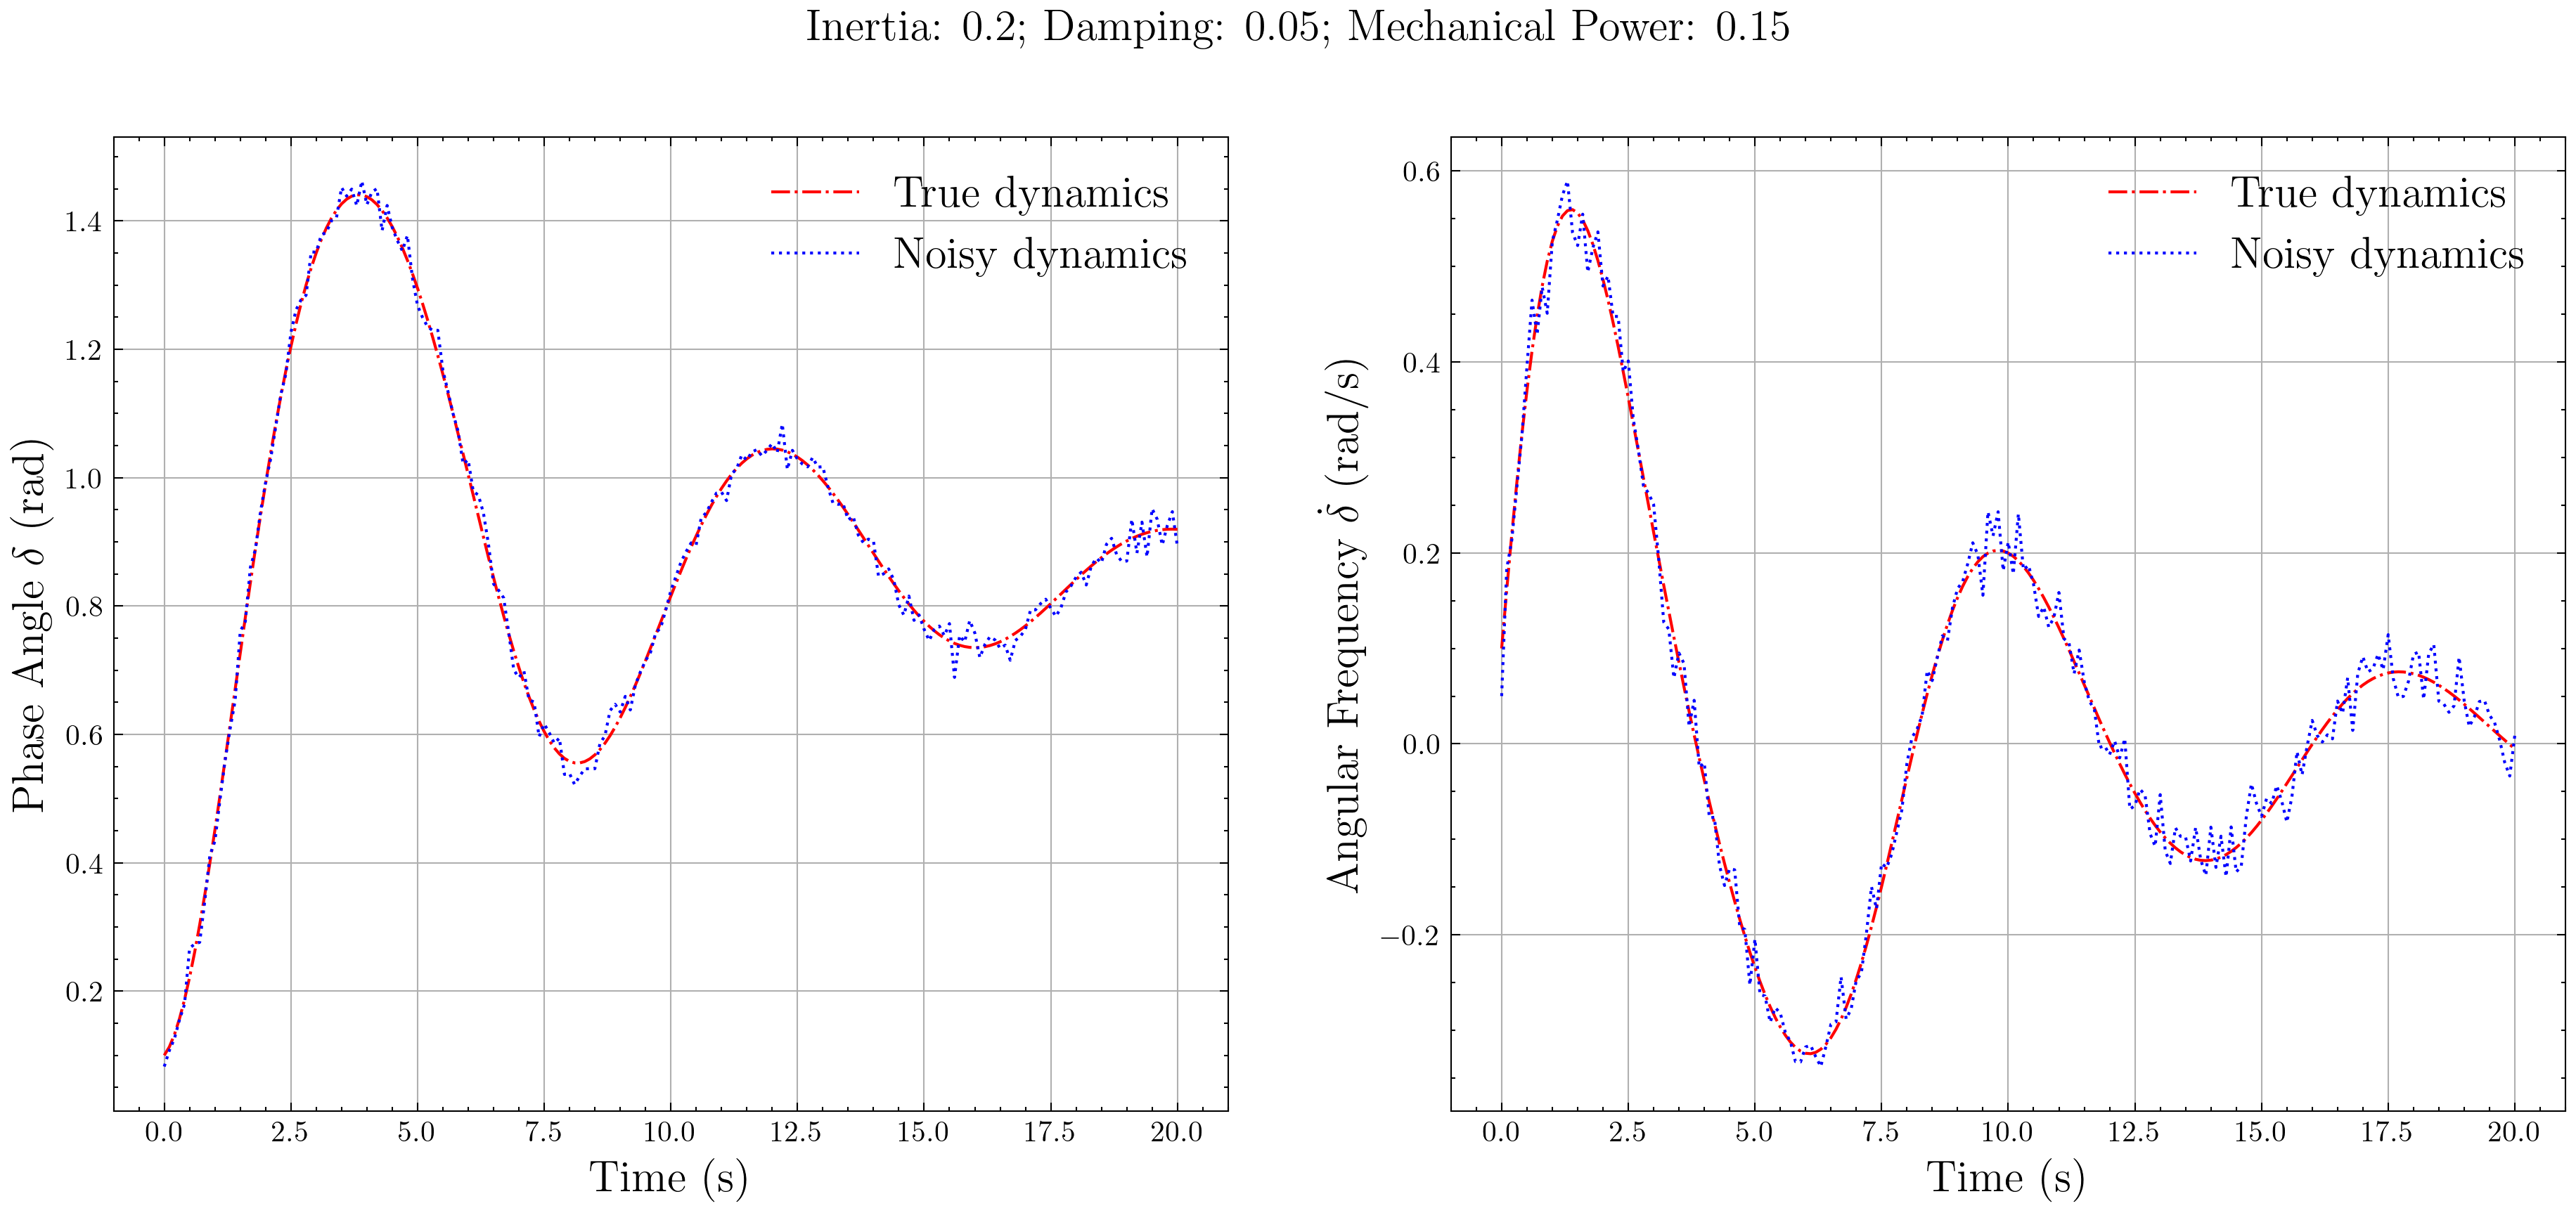 Inertia: 0.2; Damping: 0.05; Mechanical Power: 0.15
Phase Angle δ (rad)
1.4
1.2
1.0
0.8
0.6
0.4
0.2
True dynamics
Noisy dynamics
0.0 2.5 5.0 7.5 10.0 12.5 15.0 17.5 20.0
Time (s)
Angular Frequency δ̇ (rad/s)
0.6
0.4
0.2
0.0
−0.2
True dynamics
Noisy dynamics
0.0 2.5 5.0 7.5 10.0 12.5 15.0 17.5 20.0
Time (s)